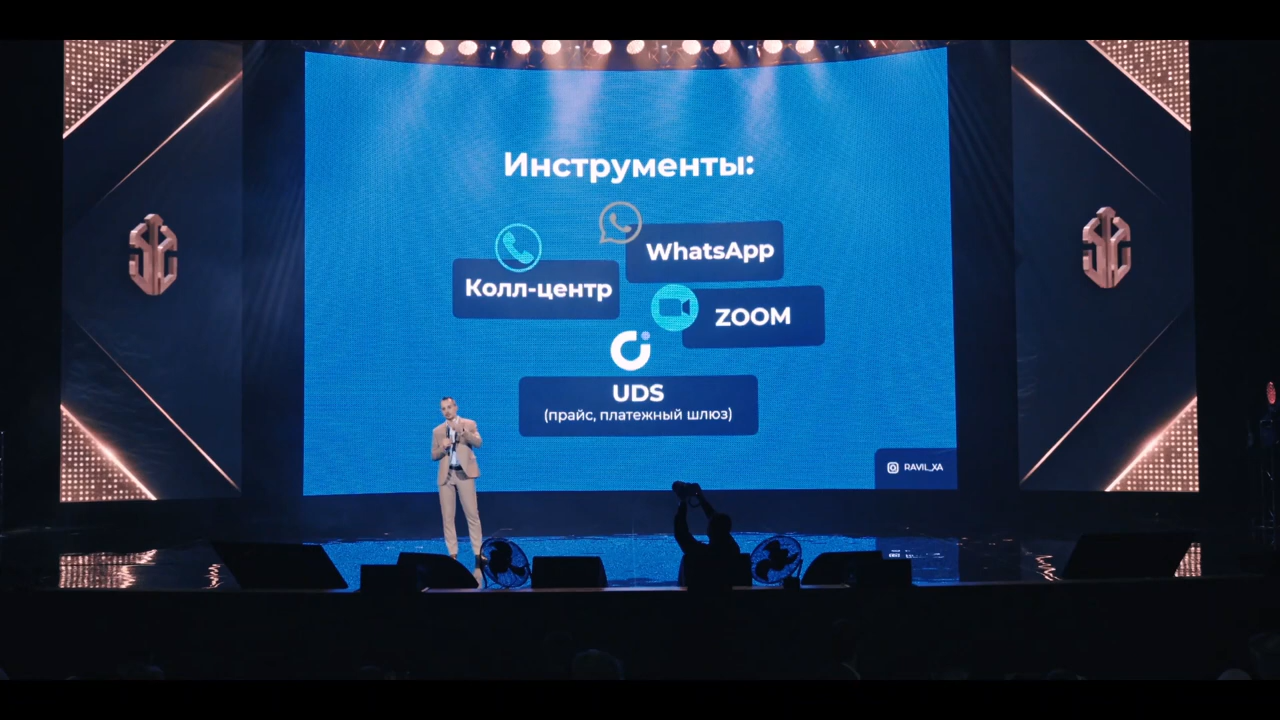 Инструменты:
WhatsApp
Колл-центр
ZOOM
UDS
(прайс, платежный шлюз)
RAVIL_XA